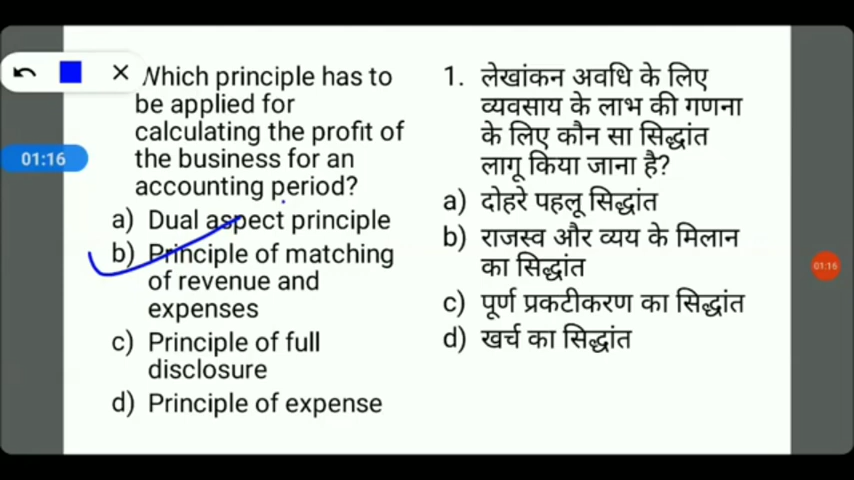 Which principle has to
be applied for
calculating the profit of
the business for an
accounting period?
a) Dual aspect principle
b) Principle of matching
of revenue and
expenses
c) Principle of full
disclosure
d) Principle of expense
1. लेखांकन अवधि के लिए
व्यवसाय के लाभ की गणना
के लिए कौन सा सिद्धांत
लागू किया जाना है?
a) दोहरे पहलू सिद्धांत
b) राजस्व और व्यय के मिलान
का सिद्धांत
c) पूर्ण प्रकटीकरण का सिद्धांत
d) खर्च का सिद्धांत
01:16
01:16